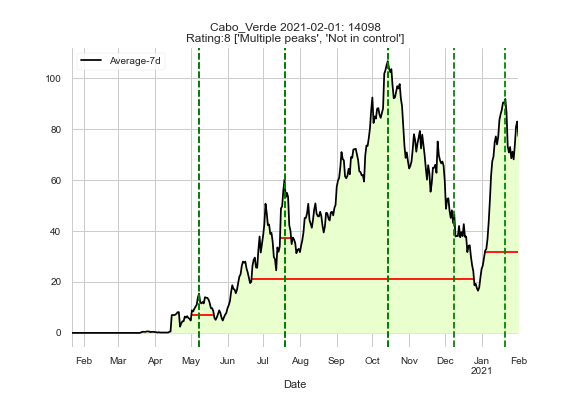 Cabo_Verde 2021-02-01: 14098
Rating:8 ['Multiple peaks', 'Not in control']
Average-7d
100
80
60
40
20
0
Feb Mar Apr May Jun Jul Aug Sep Oct Nov Dec Jan Feb
2021
Date